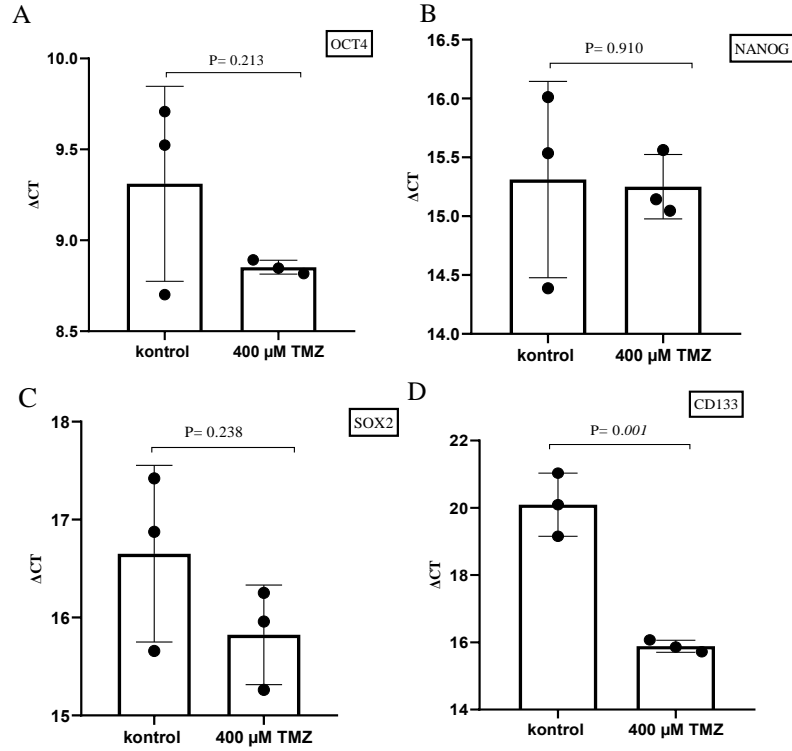 A
OCT4
P= 0.213
10.0
9.5
9.0
8.5
ΔCT
kontrol
400 µM TMZ
B
NANOG
P= 0.910
16.5
16.0
15.5
15.0
14.5
14.0
ΔCT
kontrol
400 µM TMZ
C
SOX2
P= 0.238
18
17
16
15
ΔCT
kontrol
400 µM TMZ
D
CD133
P= 0.001
22
20
18
16
14
ΔCT
kontrol
400 µM TMZ